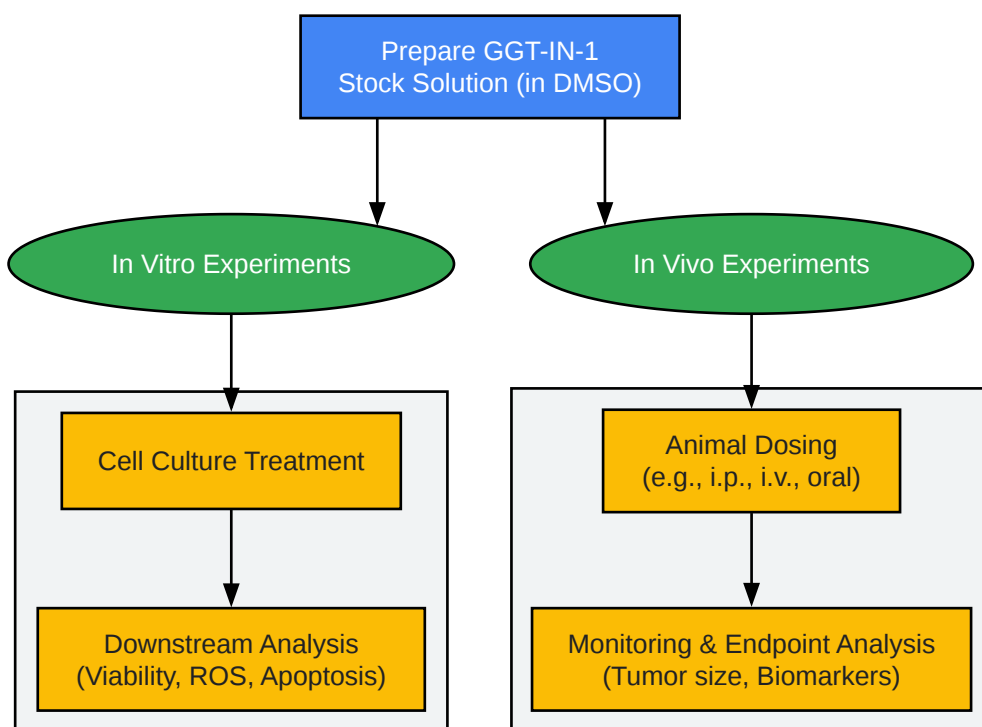 Prepare GGT-IN-1
Stock Solution (in DMSO)
In Vitro Experiments
In Vivo Experiments
Cell Culture Treatment
Animal Dosing
(e.g., i.p., i.v., oral)
Downstream Analysis
(Viability, ROS, Apoptosis)
Monitoring & Endpoint Analysis
(Tumor size, Biomarkers)